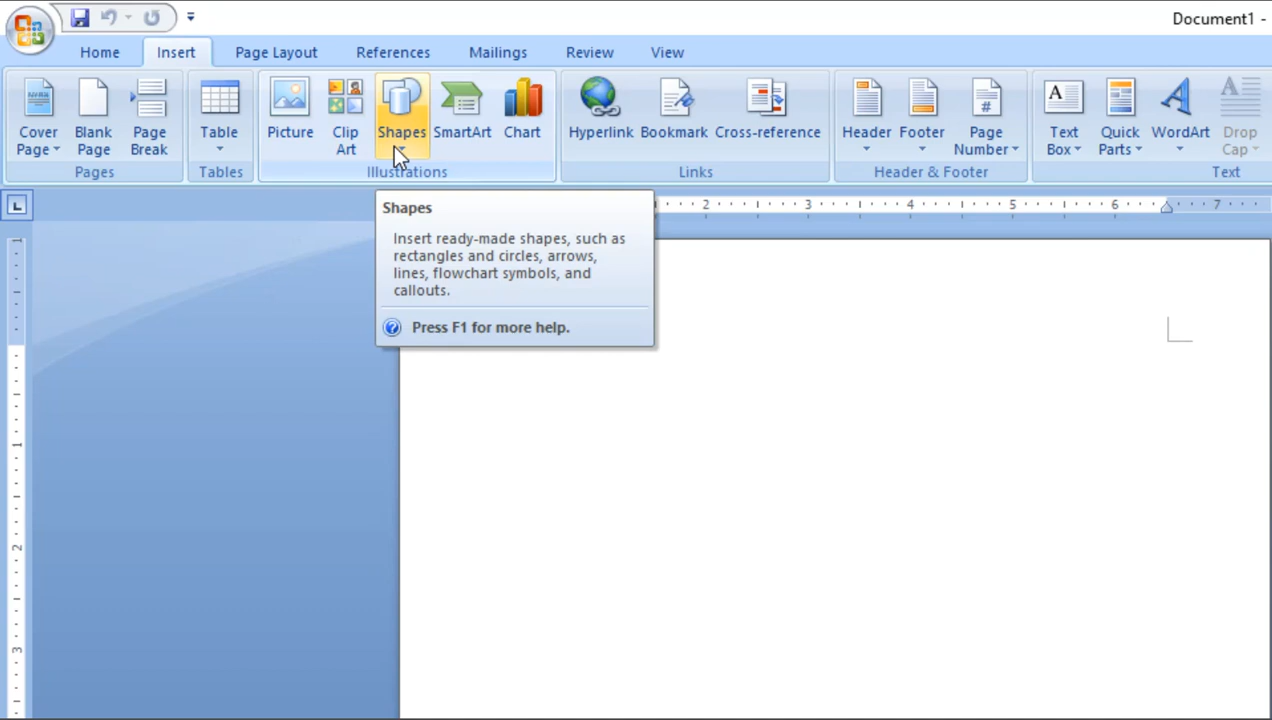 Document1 -
Home Insert Page Layout References Mailings Review View
Cover Page Blank Page Page Break Table Picture Clip Art Shapes SmartArt Chart Hyperlink Bookmark Cross-reference Header Footer Page Number Text Box Quick Parts WordArt Drop Cap
Pages Tables Illustrations Links Header & Footer Text
L 2 3 4 5 6 7
Shapes
Insert ready-made shapes, such as
rectangles and circles, arrows,
lines, flowchart symbols, and
callouts.
Press F1 for more help.
1
1
2
3